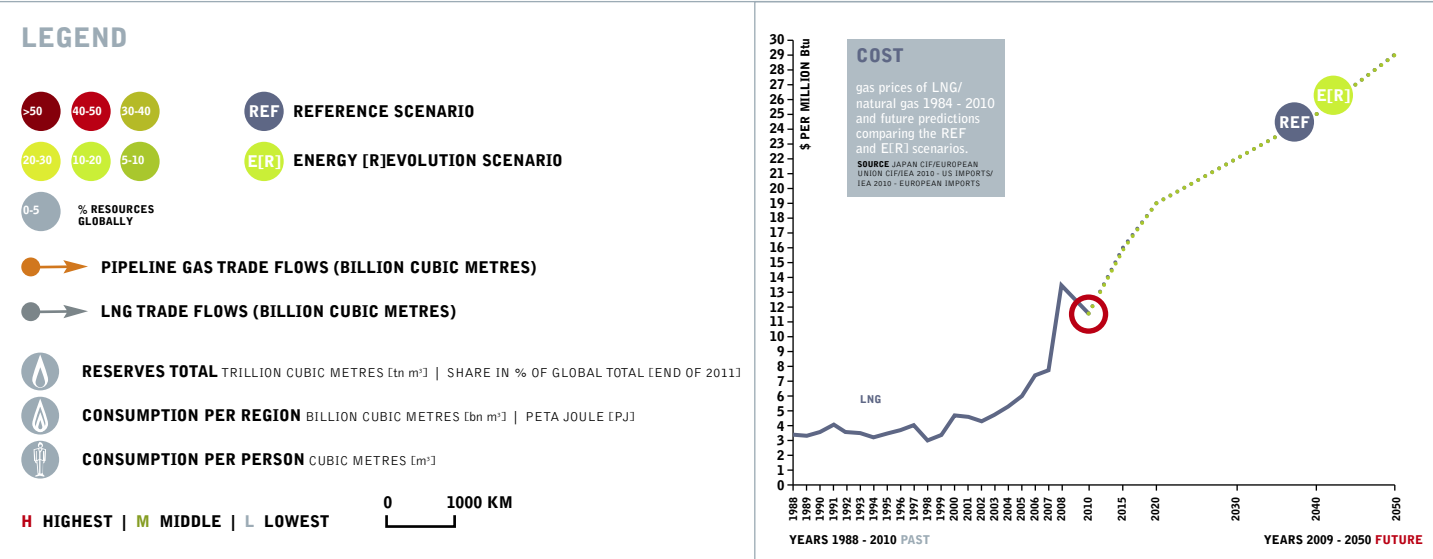 LEGEND
>50
40-50
30-40
REF
REFERENCE SCENARIO
20-30
10-20
5-10
E[R]
ENERGY [R]EVOLUTION SCENARIO
0-5
% RESOURCES
GLOBALLY
PIPELINE GAS TRADE FLOWS (BILLION CUBIC METRES)
LNG TRADE FLOWS (BILLION CUBIC METRES)
RESERVES TOTAL TRILLION CUBIC METRES [tn m³] | SHARE IN % OF GLOBAL TOTAL [END OF 2011]
CONSUMPTION PER REGION BILLION CUBIC METRES [bn m³] | PETA JOULE [PJ]
CONSUMPTION PER PERSON CUBIC METRES [m³]
H HIGHEST | M MIDDLE | L LOWEST
0 1000 KM
$ PER MILLION Btu
30
29
28
27
26
25
24
23
22
21
20
19
18
17
16
15
14
13
12
11
10
9
8
7
6
5
4
3
2
1
0
COST
gas prices of LNG/
natural gas 1984 - 2010
and future predictions
comparing the REF
and E[R] scenarios.
SOURCE JAPAN CIF/EUROPEAN
UNION CIF/IEA 2010 - US IMPORTS/
IEA 2010 - EUROPEAN IMPORTS
E[R]
REF
LNG
1988
1989
1990
1991
1992
1993
1994
1995
1996
1997
1998
1999
2000
2001
2002
2003
2004
2005
2006
2007
2008
2010
2015
2020
2030
2040
2050
YEARS 1988 - 2010 PAST
YEARS 2009 - 2050 FUTURE